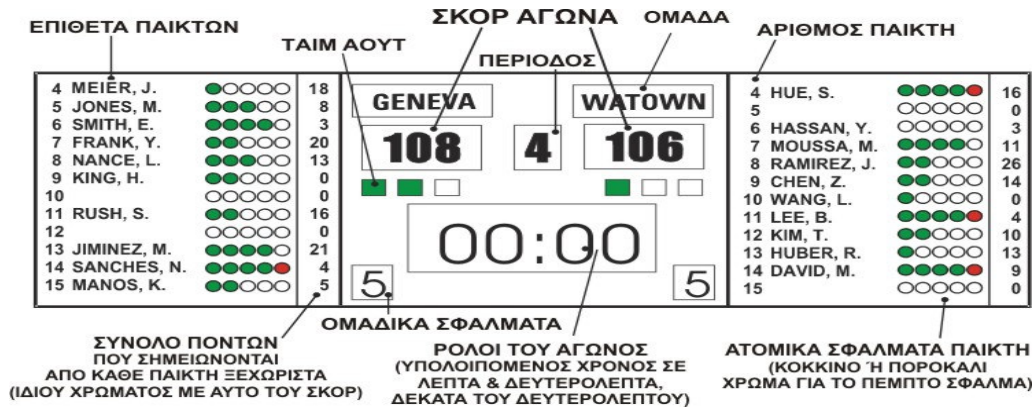 ΕΠΙΘΕΤΑ ΠΑΙΚΤΩΝ
ΤΑΙΜ ΑΟΥΤ
ΣΚΟΡ ΑΓΩΝΑ
ΠΕΡΙΟΔΟΣ
ΟΜΑΔΑ
ΑΡΙΘΜΟΣ ΠΑΙΚΤΗ
4 MEIER, J. 18
5 JONES, M. 8
6 SMITH, E. 3
7 FRANK, Y. 20
8 NANCE, L. 13
9 KING, H. 0
10 0
11 RUSH, S. 16
12 0
13 JIMINEZ, M. 21
14 SANCHES, N. 4
15 MANOS, K. 5
GENEVA WATOWN
108 4 106
00:00
5 5
4 HUE, S. 16
5 0
6 HASSAN, Y. 3
7 MOUSSA, M. 11
8 RAMIREZ, J. 26
9 CHEN, Z. 14
10 WANG, L. 0
11 LEE, B. 4
12 KIM, T. 10
13 HUBER, R. 13
14 DAVID, M. 9
15 0
ΣΥΝΟΛΟ ΠΟΝΤΩΝ
ΠΟΥ ΣΗΜΕΙΩΝΟΝΤΑΙ
ΑΠΟ ΚΑΘΕ ΠΑΙΚΤΗ ΞΕΧΩΡΙΣΤΑ
(ΙΔΙΟΥ ΧΡΩΜΑΤΟΣ ΜΕ ΑΥΤΟ ΤΟΥ ΣΚΟΡ)
ΟΜΑΔΙΚΑ ΣΦΑΛΜΑΤΑ
ΡΟΛΟΙ ΤΟΥ ΑΓΩΝΟΣ
(ΥΠΟΛΟΙΠΟΜΕΝΟΣ ΧΡΟΝΟΣ ΣΕ
ΛΕΠΤΑ & ΔΕΥΤΕΡΟΛΕΠΤΑ,
ΔΕΚΑΤΑ ΤΟΥ ΔΕΥΤΕΡΟΛΕΠΤΟΥ)
ΑΤΟΜΙΚΑ ΣΦΑΛΜΑΤΑ ΠΑΙΚΤΗ
(ΚΟΚΚΙΝΟ Ή ΠΟΡΟΚΑΛΙ
ΧΡΩΜΑ ΓΙΑ ΤΟ ΠΕΜΠΤΟ ΣΦΑΛΜΑ)